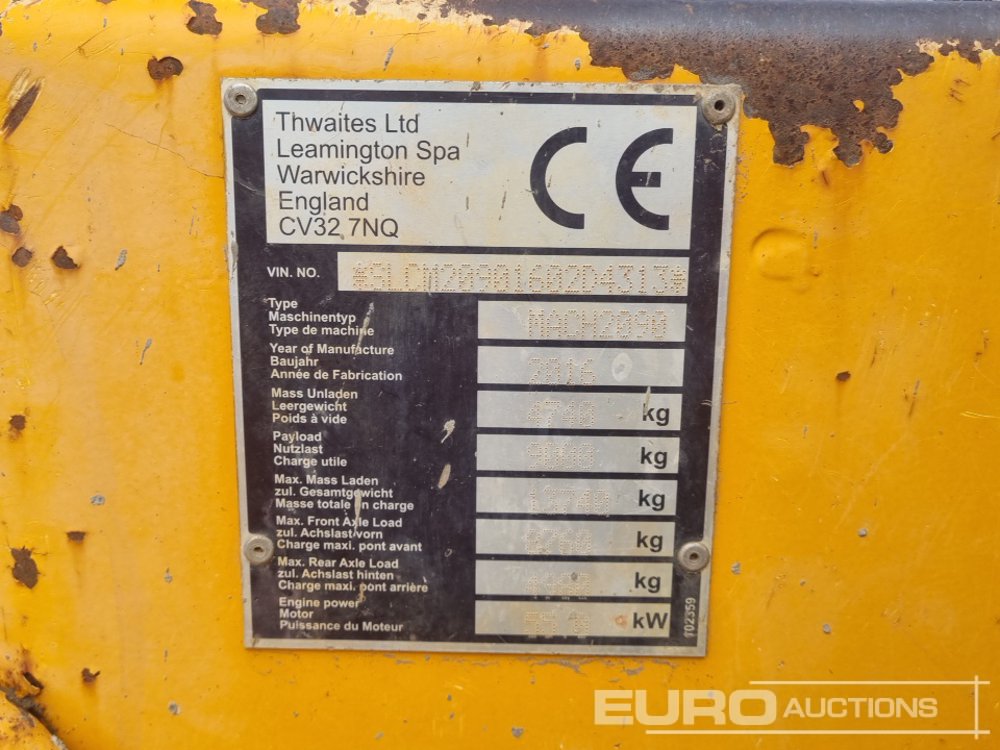 Thwaites Ltd
Leamington Spa
Warwickshire
England
CV32 7NQ
CE
VIN. NO. *SLCM20901602D4313*
Type
Maschinentyp
Type de machine
MACH2090
Year of Manufacture
Baujahr
Année de Fabrication
2016
Mass Unladen
Leergewicht
Poids à vide
4740 kg
Payload
Nutzlast
Charge utile
9000 kg
Max. Mass Laden
zul. Gesamtgewicht
Masse totale en charge
13740 kg
Max. Front Axle Load
zul. Achslast vorn
Charge maxi. pont avant
kg
Max. Rear Axle Load
zul. Achslast hinten
Charge maxi. pont arrière
kg
Engine power
Motor
Puissance du Moteur
kW
102359
EURO AUCTIONS